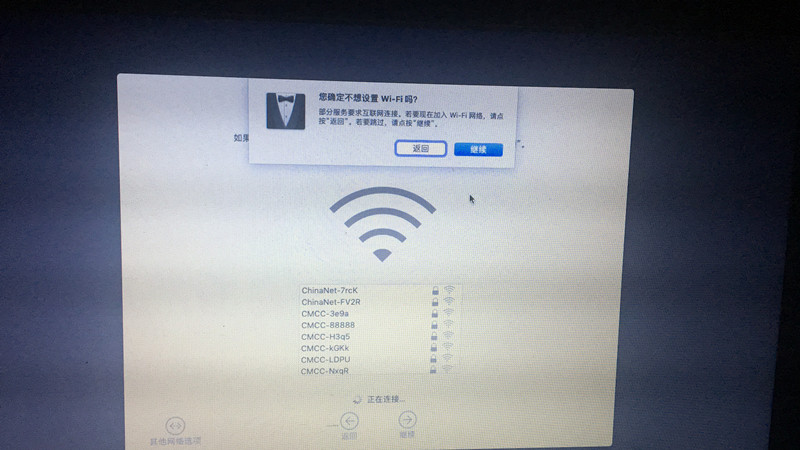 您确定不想设置 Wi-Fi 吗?
部分服务要求互联网连接。若要现在加入 Wi-Fi 网络，请点
按“返回”。若要跳过，请点按“继续”。
如果
”。
返回
继续
ChinaNet-7rcK
ChinaNet-FV2R
CMCC-3e9a
CMCC-88888
CMCC-H3q5
CMCC-kGKk
CMCC-LDPU
CMCC-NxqR
正在连接...
其他网络选项
返回
继续